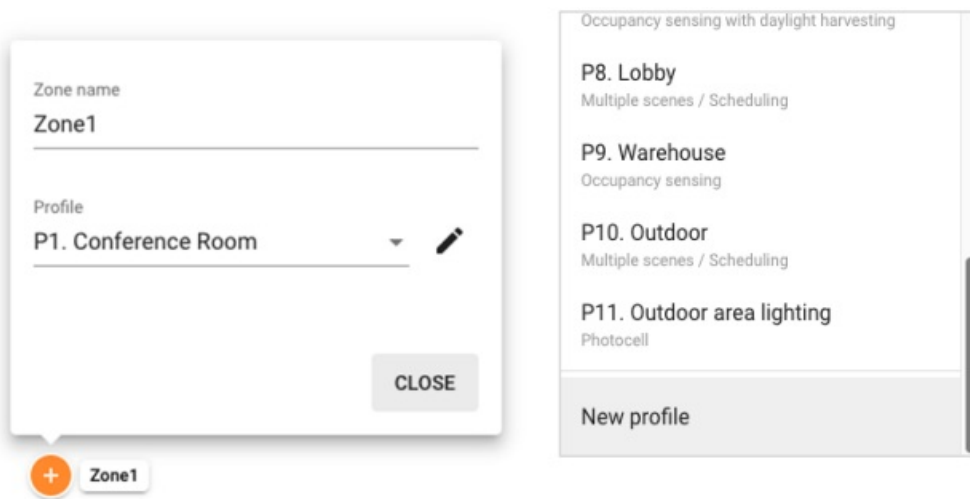 Zone name
Zone1
Profile
P1. Conference Room
CLOSE
Zone1
Occupancy sensing with daylight harvesting
P8. Lobby
Multiple scenes / Scheduling
P9. Warehouse
Occupancy sensing
P10. Outdoor
Multiple scenes / Scheduling
P11. Outdoor area lighting
Photocell
New profile